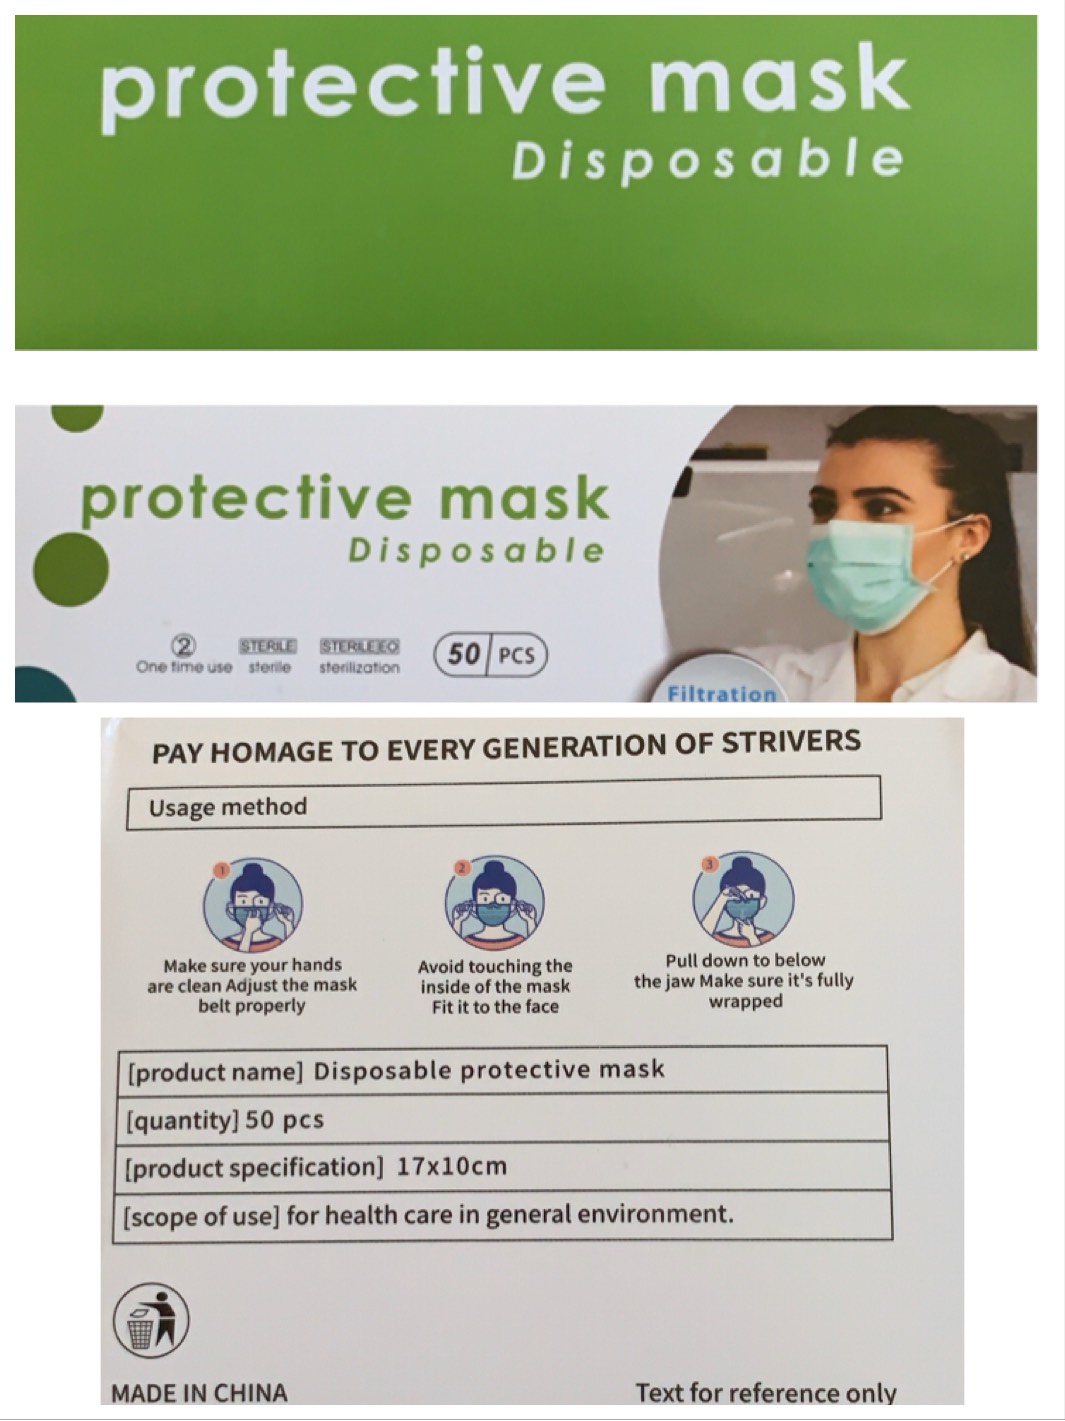 protective mask
Disposable
protective mask
Disposable
2 STERILE STERILE EO 50 PCS
One time use sterile sterilization
Filtration
PAY HOMAGE TO EVERY GENERATION OF STRIVERS
Usage method
1 2 3
Make sure your hands
are clean Adjust the mask
belt properly
Avoid touching the
inside of the mask
Fit it to the face
Pull down to below
the jaw Make sure it's fully
wrapped
[product name] Disposable protective mask
[quantity] 50 pcs
[product specification] 17x10cm
[scope of use] for health care in general environment.
MADE IN CHINA
Text for reference only